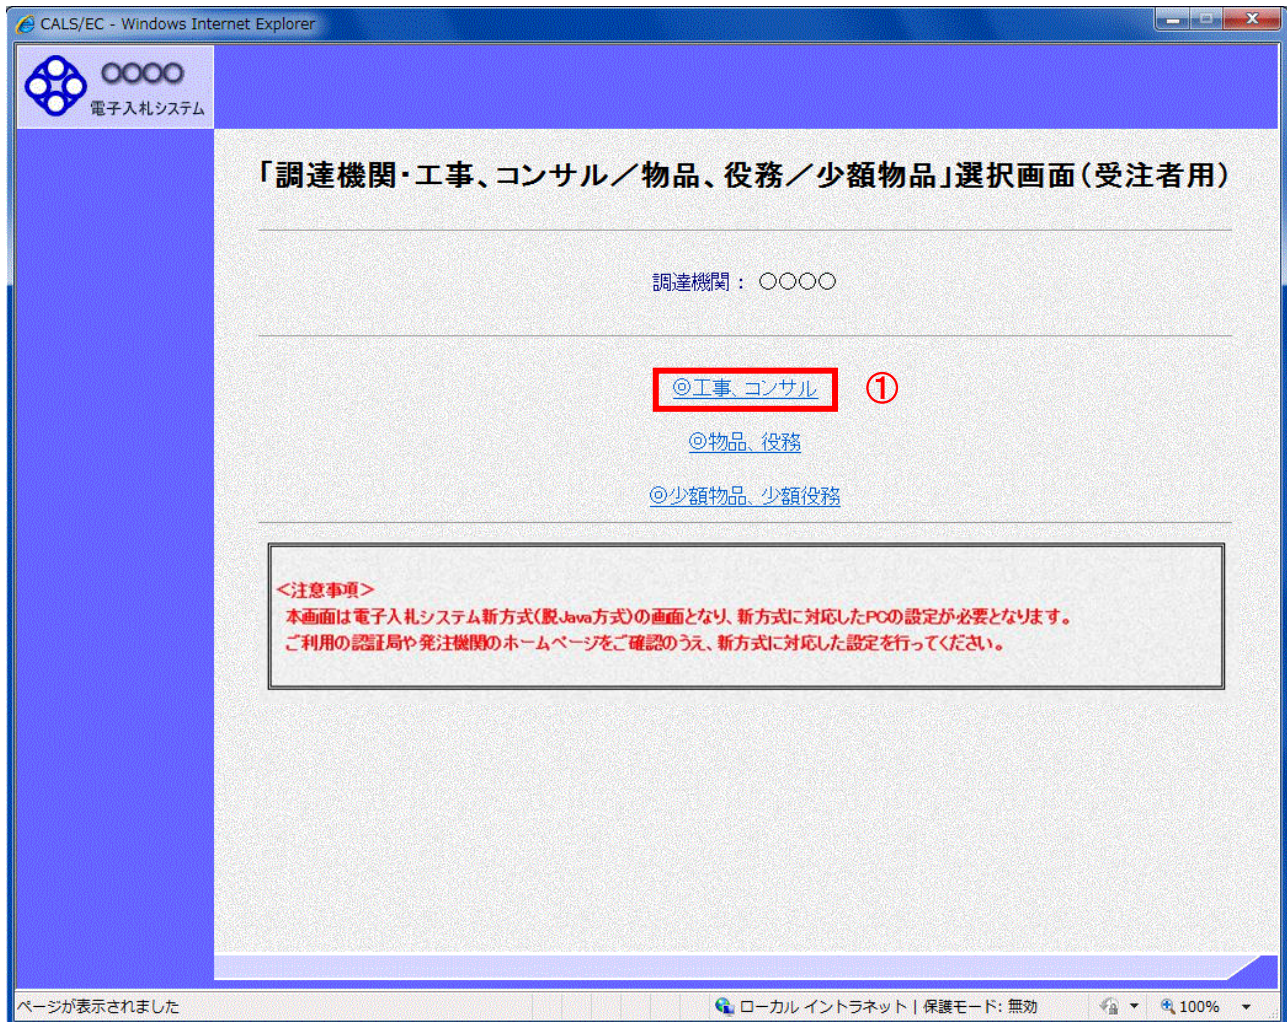 CALS/EC - Windows Internet Explorer
○○○○
電子入札システム
「調達機関・工事、コンサル／物品、役務／少額物品」選択画面（受注者用）
調達機関： ○○○○
◎工事、コンサル ①
◎物品、役務
◎少額物品、少額役務
＜注意事項＞
本画面は電子入札システム新方式(脱Java方式)の画面となり、新方式に対応したPCの設定が必要となります。
ご利用の認証局や発注機関のホームページをご確認のうえ、新方式に対応した設定を行ってください。
ページが表示されました ローカル イントラネット | 保護モード: 無効 100%